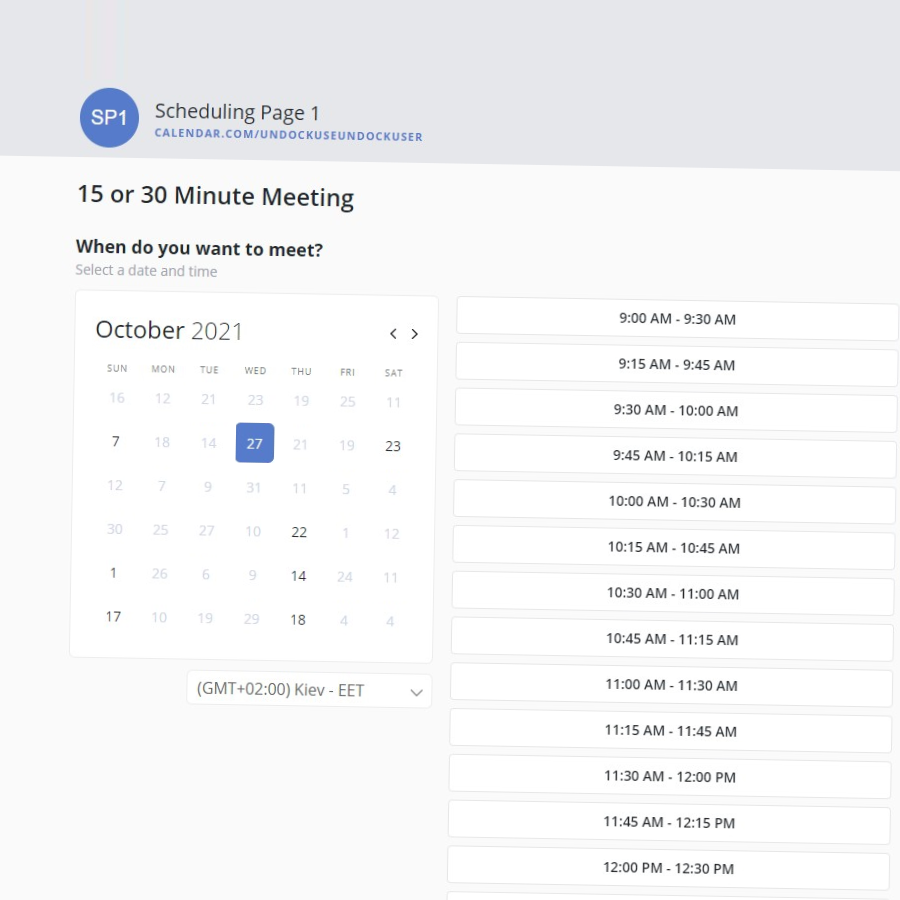 SP1
Scheduling Page 1
CALENDAR.COM/UNDOCKUSEUNDOCKUSER
15 or 30 Minute Meeting
When do you want to meet?
Select a date and time
October 2021
SUN MON TUE WED THU FRI SAT
16 12 21 23 19 25 11
7 18 14 27 21 19 23
12 7 9 31 11 5 4
30 25 27 10 22 1 12
1 26 6 9 14 24 11
17 10 19 29 18 4 4
(GMT+02:00) Kiev - EET
9:00 AM - 9:30 AM
9:15 AM - 9:45 AM
9:30 AM - 10:00 AM
9:45 AM - 10:15 AM
10:00 AM - 10:30 AM
10:15 AM - 10:45 AM
10:30 AM - 11:00 AM
10:45 AM - 11:15 AM
11:00 AM - 11:30 AM
11:15 AM - 11:45 AM
11:30 AM - 12:00 PM
11:45 AM - 12:15 PM
12:00 PM - 12:30 PM